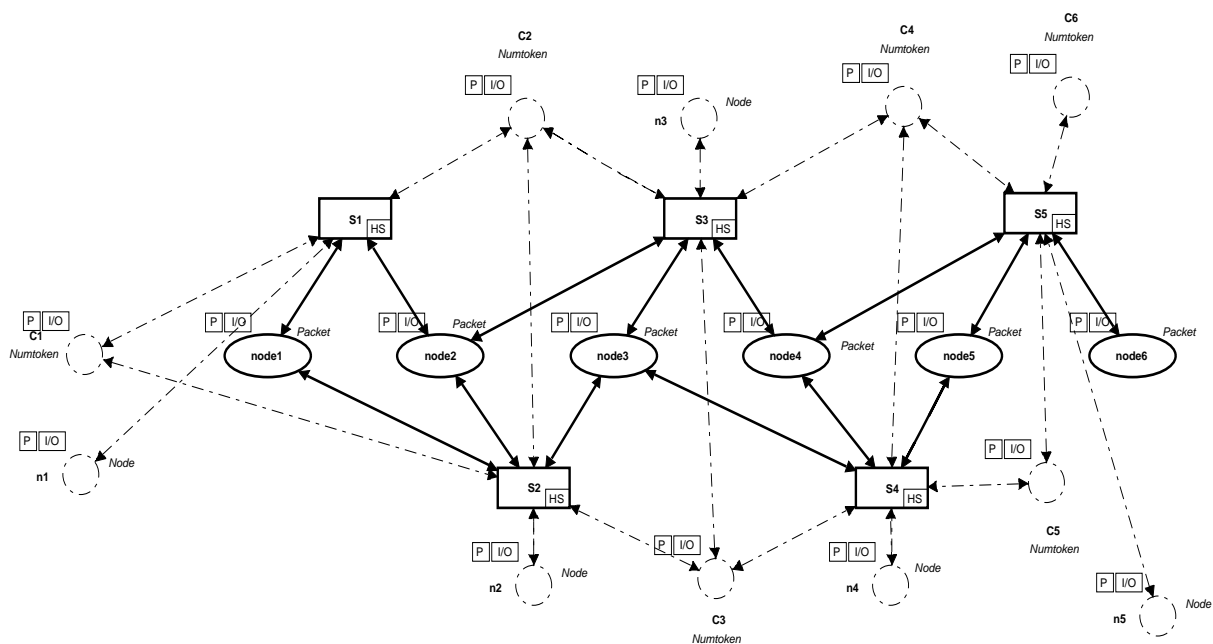 C6
Numtoken
C2
Numtoken
C4
Numtoken
P I/O
P I/O
P I/O
P I/O
Node
n3
S1
HS
S3
HS
S5
HS
P I/O
C1
Numtoken
P I/O
Packet
node1
P I/O
Packet
node2
P I/O
Packet
node3
P I/O
Packet
node4
P I/O
Packet
node5
P I/O
Packet
node6
P I/O
Node
n1
P I/O
C5
Numtoken
S2
HS
S4
HS
P I/O
Node
n2
P I/O
C3
Numtoken
P I/O
Node
n4
P I/O
Node
n5